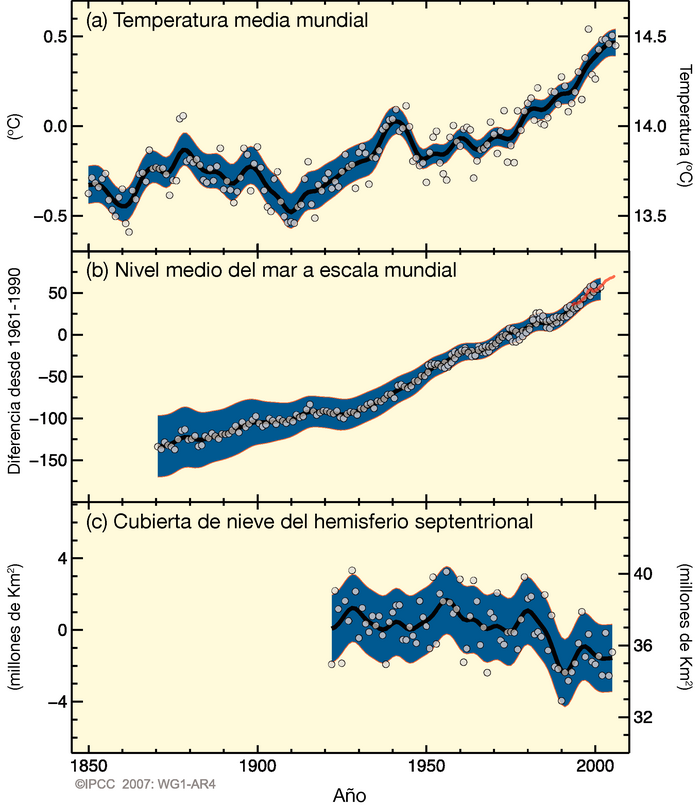 (a) Temperatura media mundial
0.5
0.0
−0.5
(°C)
14.5
14.0
13.5
Temperatura (°C)
(b) Nivel medio del mar a escala mundial
50
0
−50
−100
−150
Diferencia desde 1961-1990
(c) Cubierta de nieve del hemisferio septentrional
4
0
−4
(millones de Km²)
40
36
32
(millones de Km²)
1850
1900
1950
2000
©IPCC 2007: WG1-AR4
Año